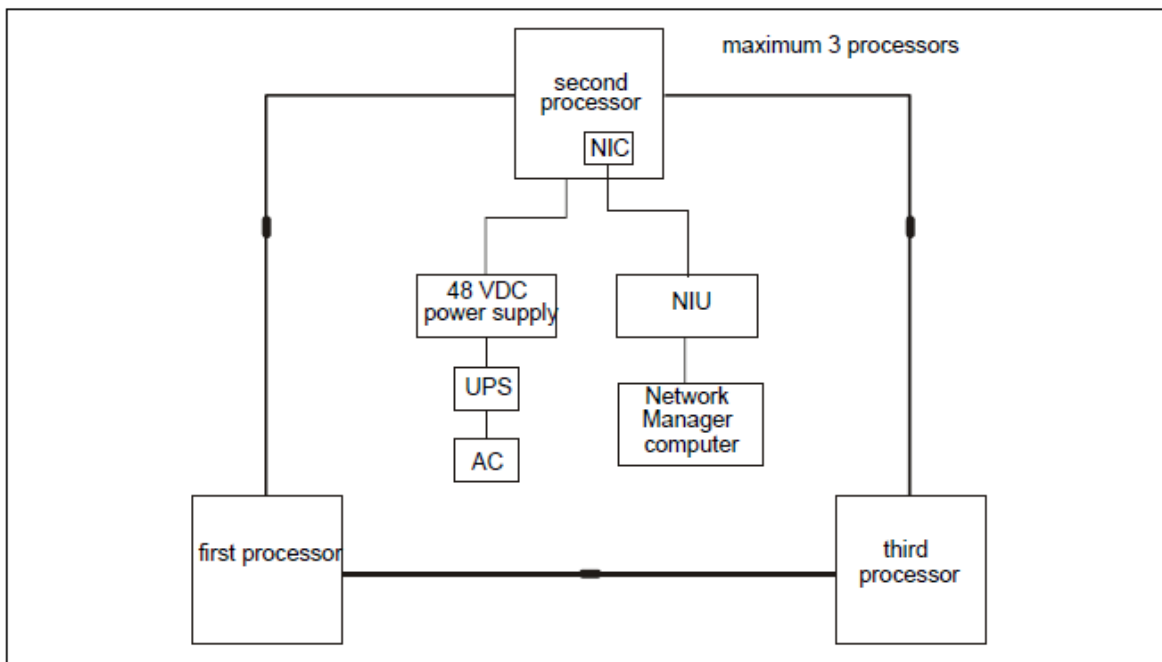 maximum 3 processors
second
processor
NIC
48 VDC
power supply
NIU
UPS
Network
Manager
computer
AC
first processor
third
processor